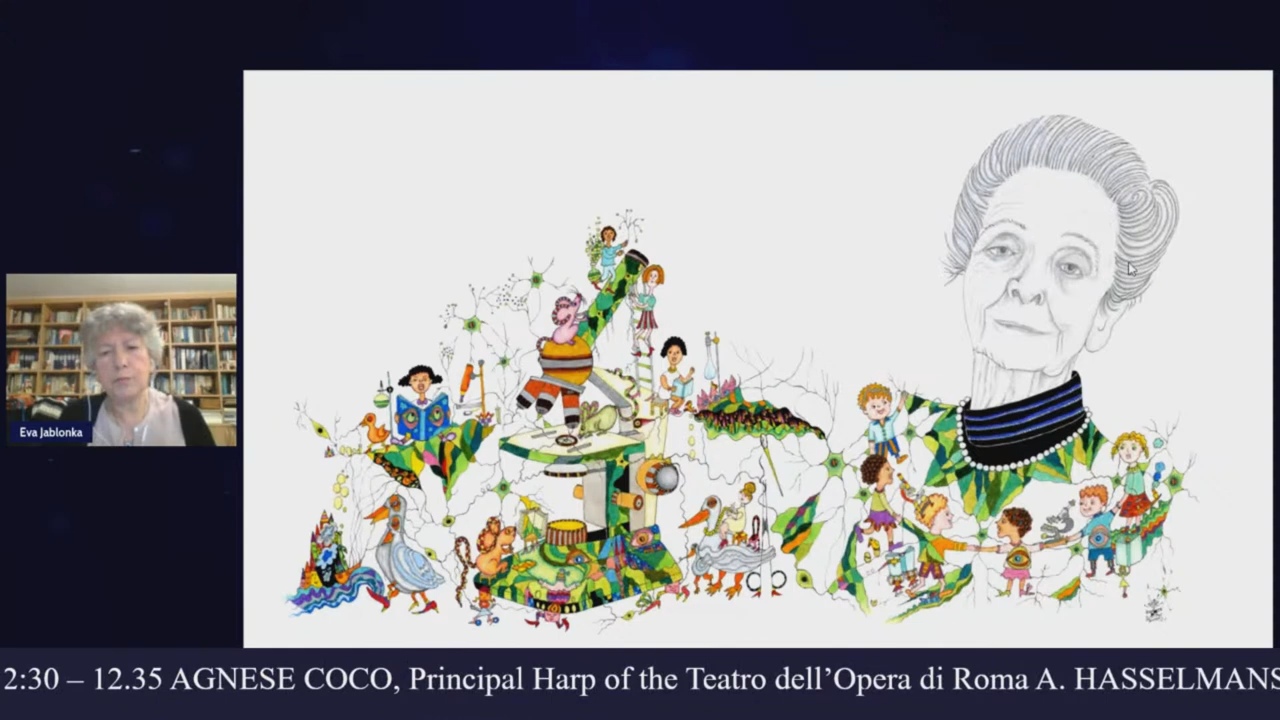 Eva Jablonka
2:30 – 12.35 AGNESE COCO, Principal Harp of the Teatro dell’Opera di Roma A. HASSELMANS